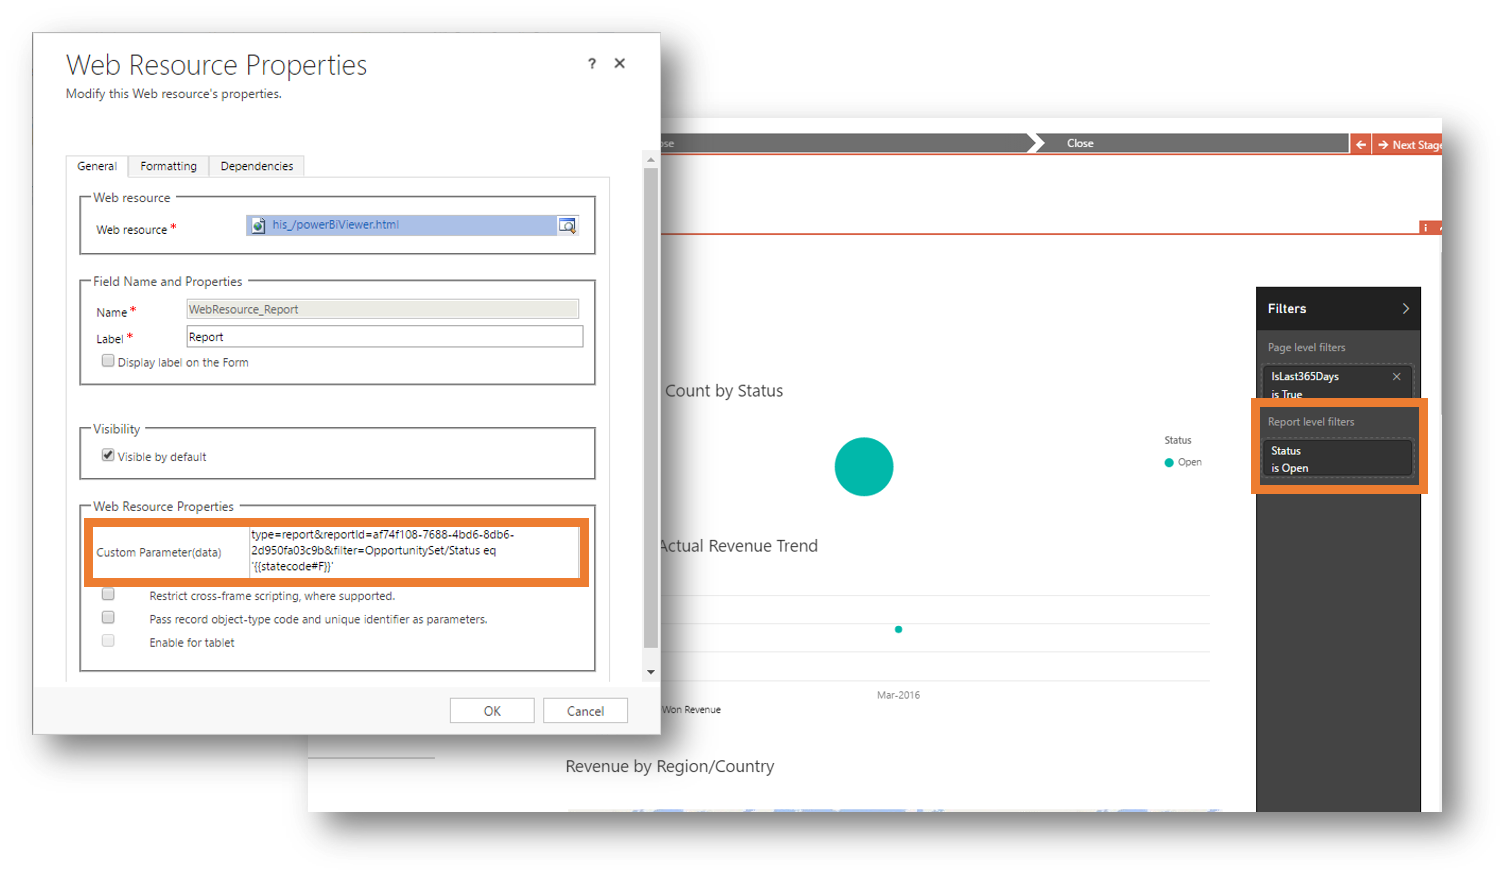 Web Resource Properties
? ×
Modify this Web resource's properties.
General Formatting Dependencies
Web resource
Web resource *
his_/powerBiViewer.html
Field Name and Properties
Name *
WebResource_Report
Label *
Report
Display label on the Form
Visibility
Visible by default
Web Resource Properties
Custom Parameter(data)
type=report&reportId=af74f108-7688-4bd6-8db6-
2d950fa03c9b&filter=OpportunitySet/Status eq
'{{statecode#F}}'
Restrict cross-frame scripting, where supported.
Pass record object-type code and unique identifier as parameters.
Enable for tablet
OK Cancel
ose
Close
← → Next Stage
Count by Status
Status
Open
Actual Revenue Trend
Mar-2016
Won Revenue
Revenue by Region/Country
Filters
Page level filters
IsLast365Days
is True
Report level filters
Status
is Open